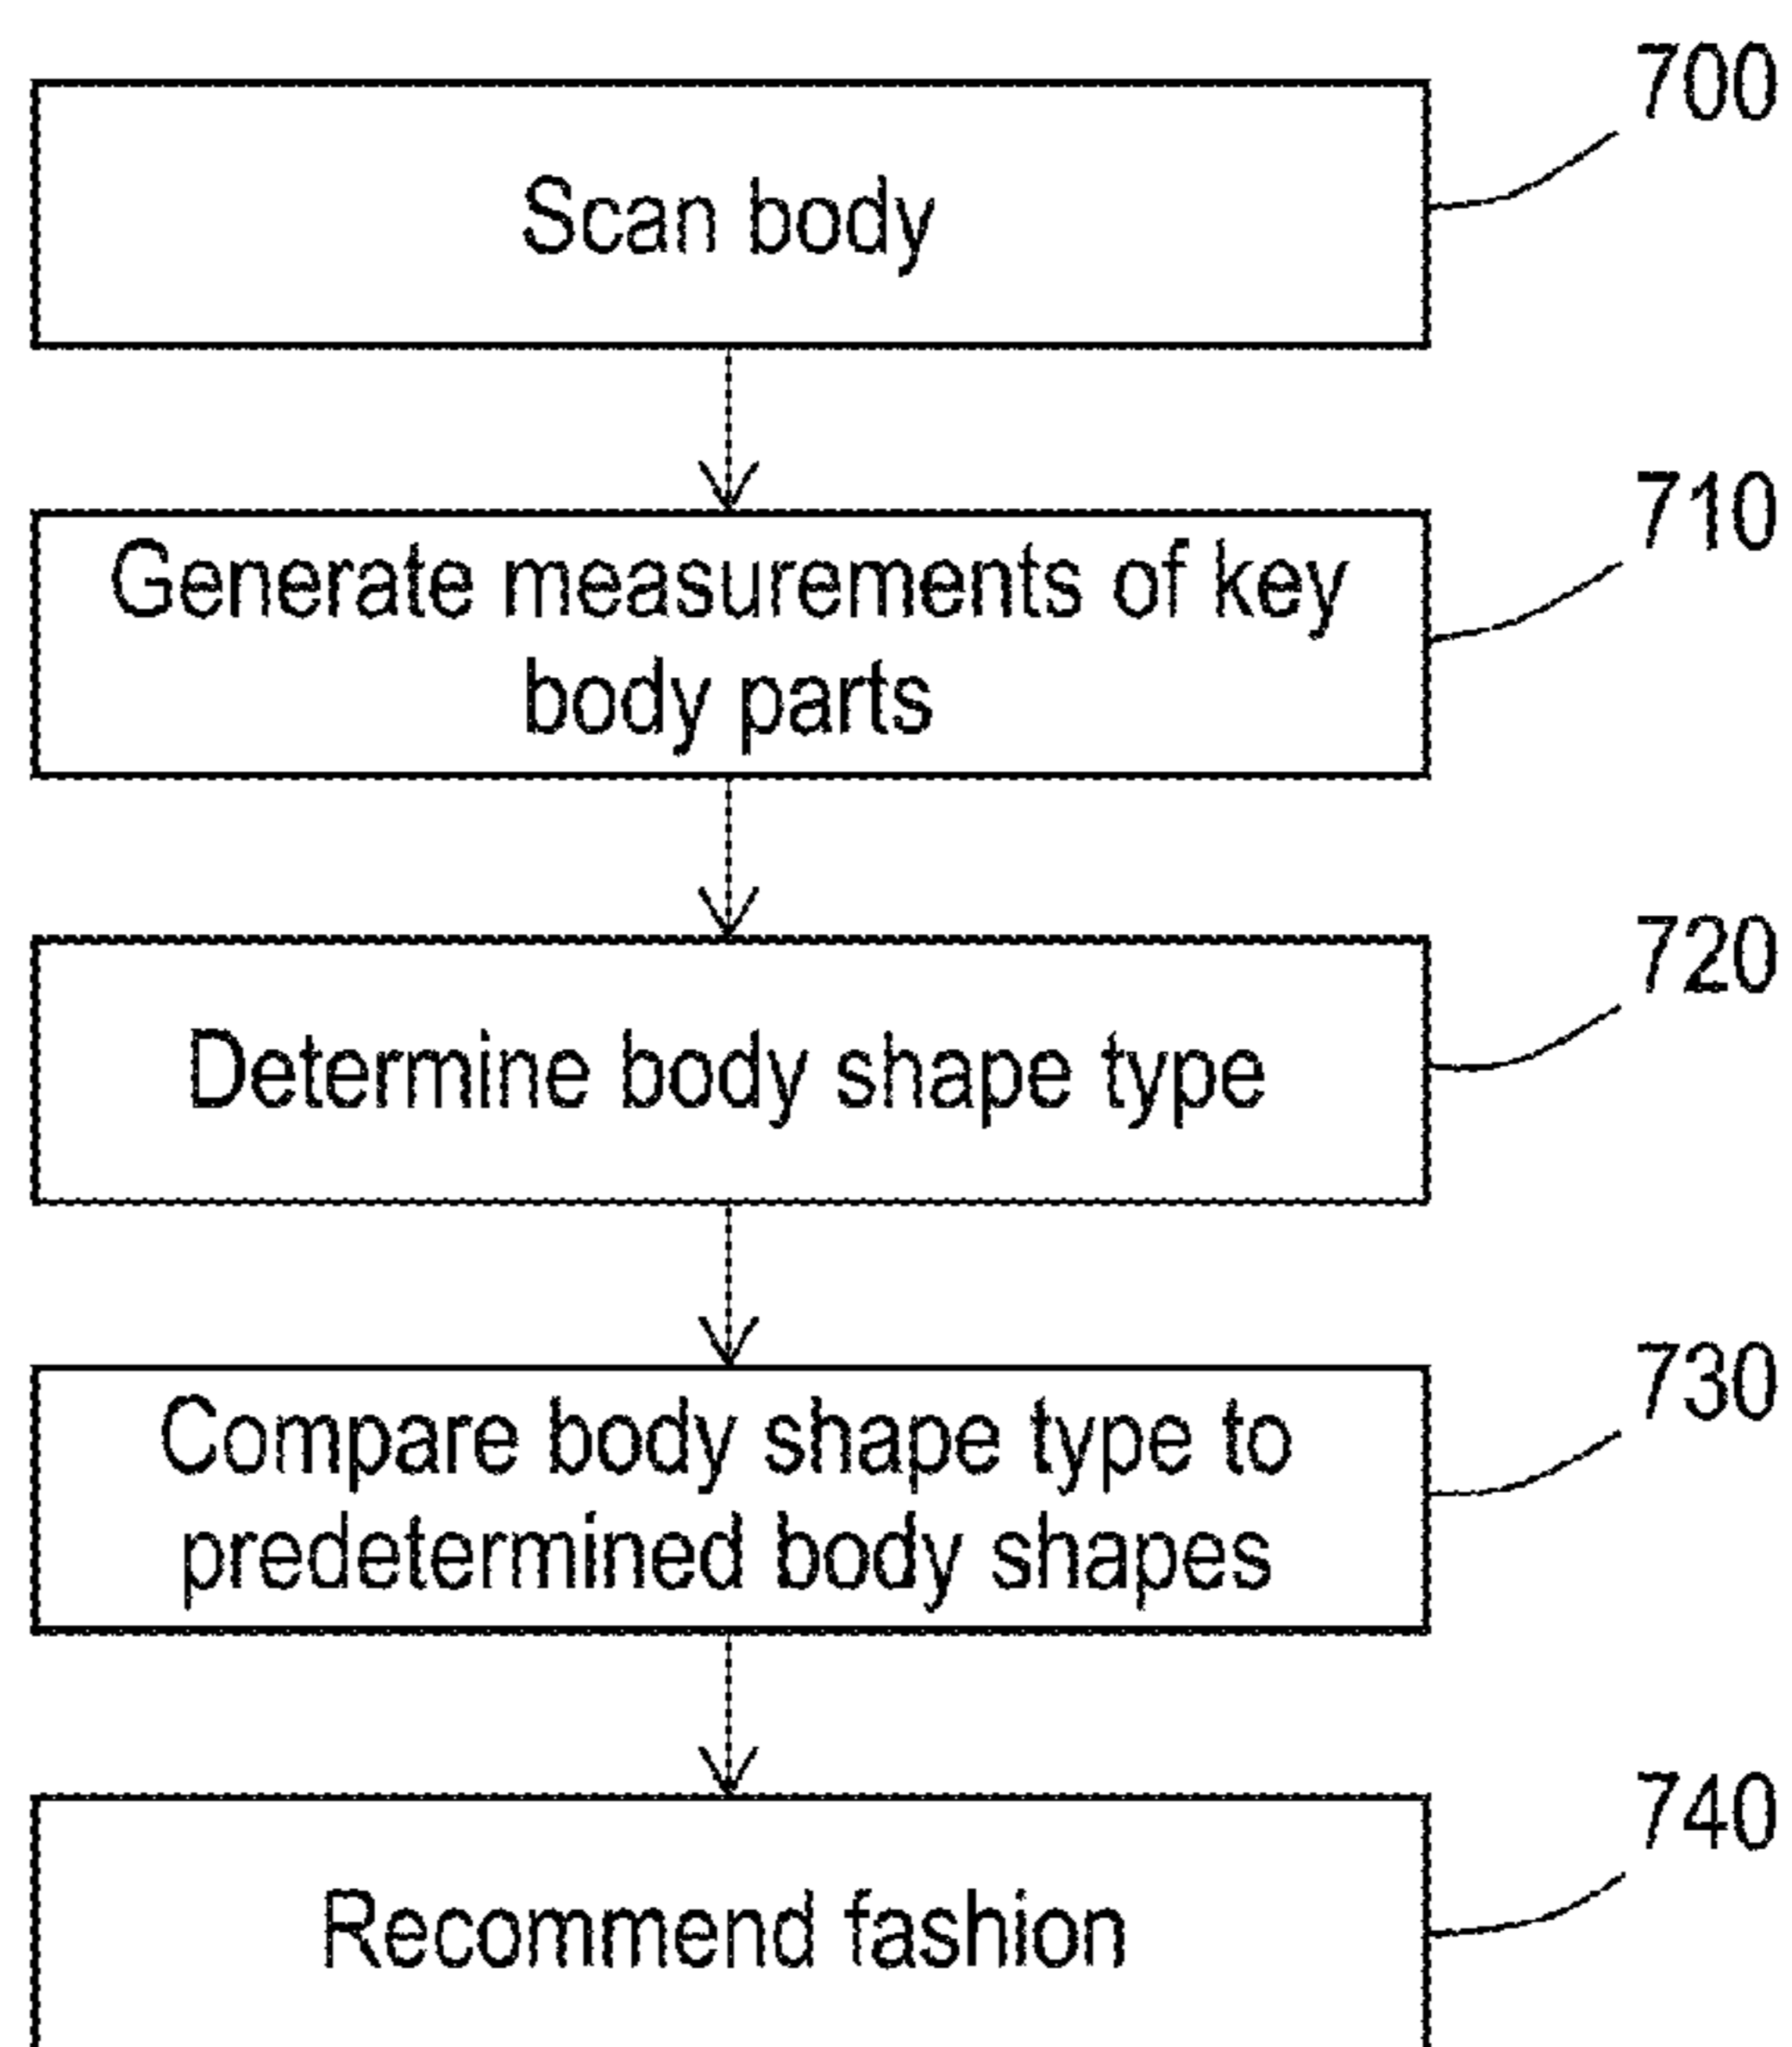 700
Scan body
710
Generate measurements of key
body parts
720
Determine body shape type
730
Compare body shape type to
predetermined body shapes
740
Recommend fashion